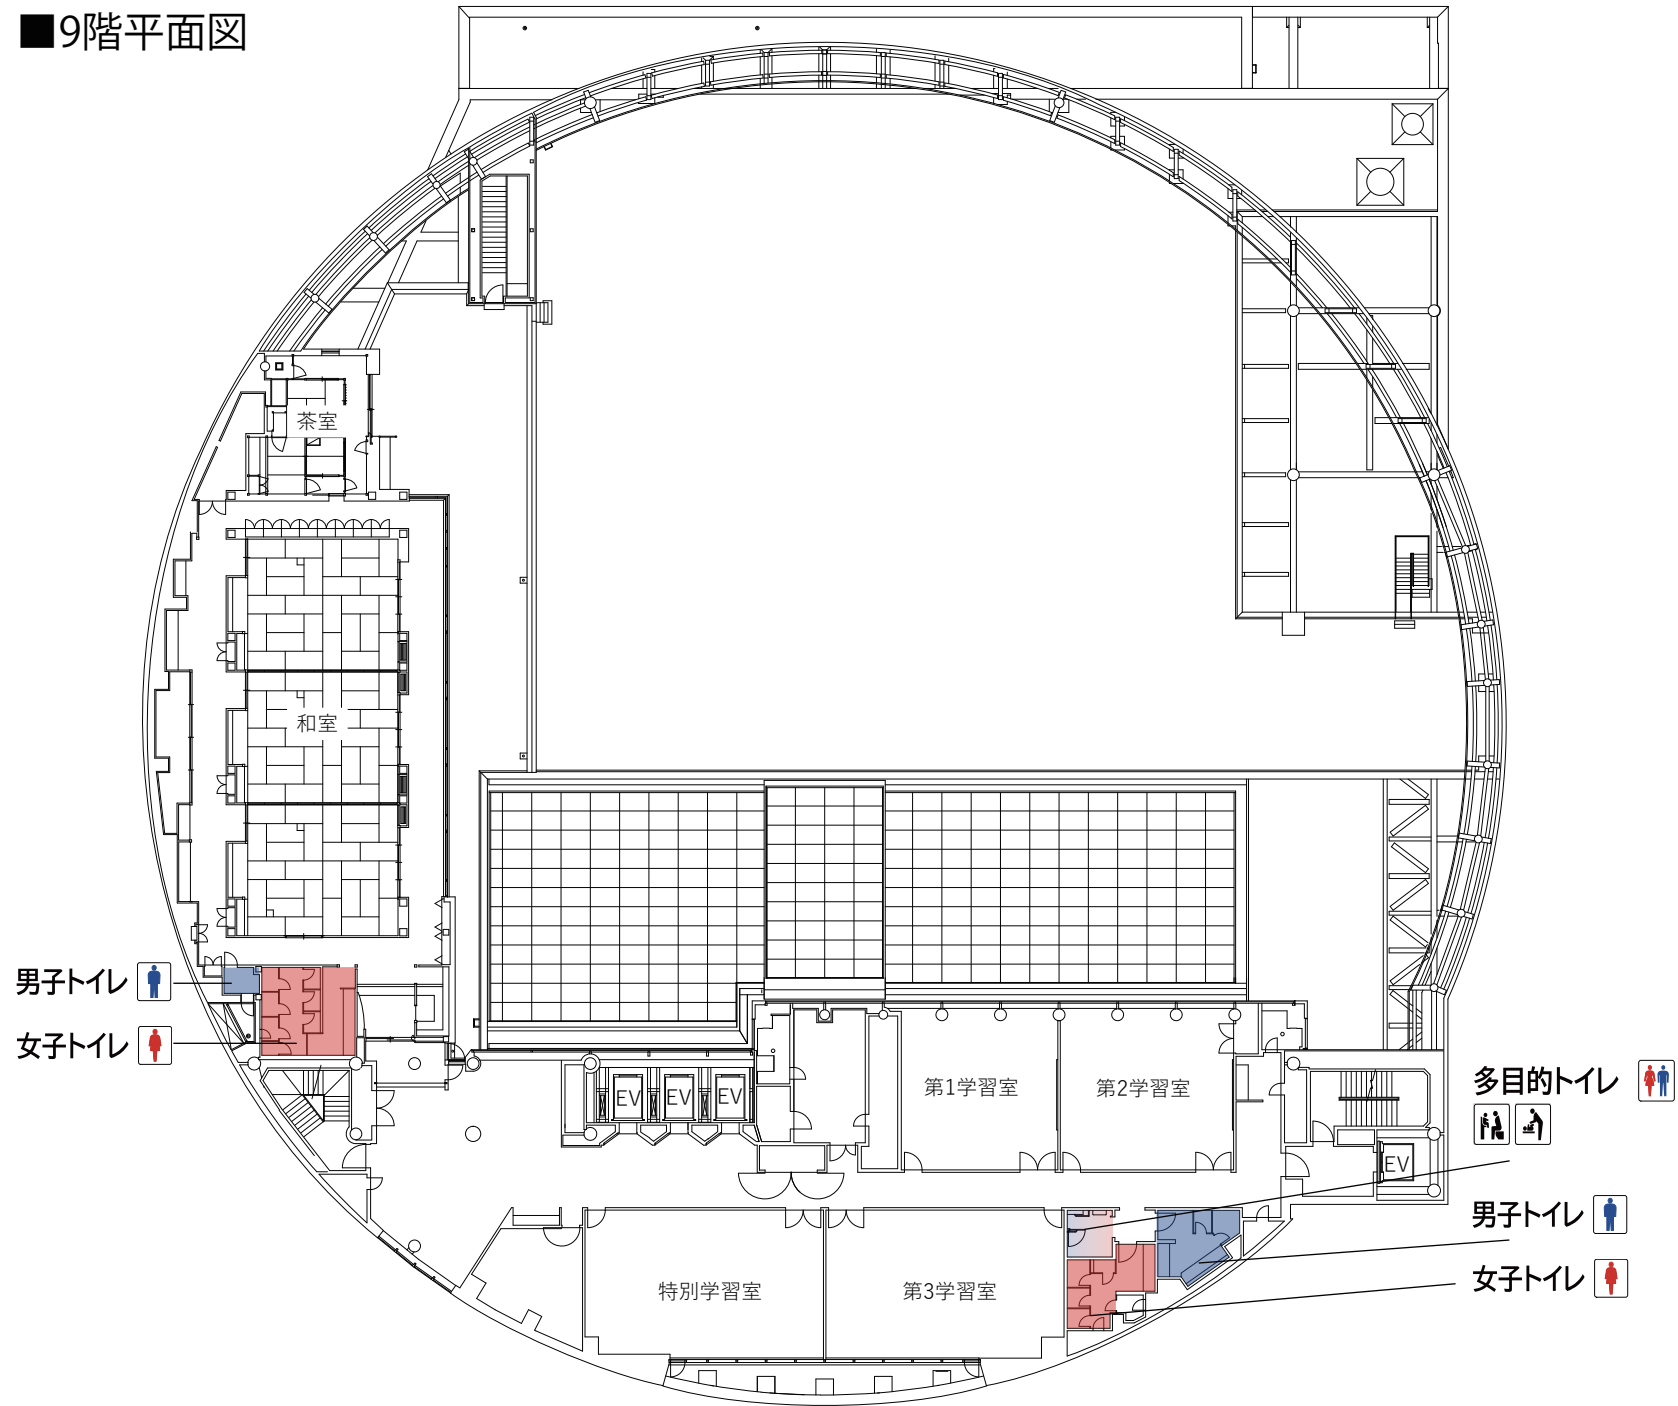 ■9階平面図
茶室
和室
男子トイレ
女子トイレ
EV
EV
EV
第1学習室
第2学習室
多目的トイレ
EV
男子トイレ
女子トイレ
特別学習室
第3学習室